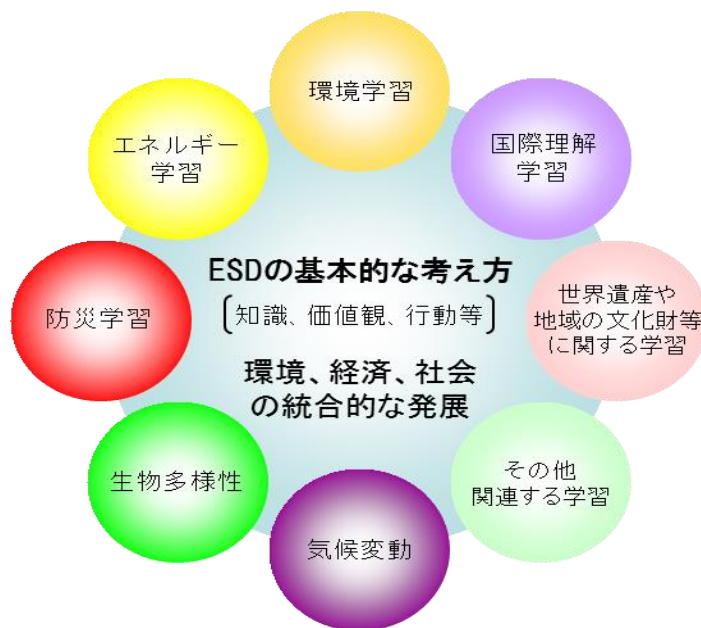 環境学習
国際理解
学習
世界遺産や
地域の文化財等
に関する学習
その他
関連する学習
気候変動
生物多様性
防災学習
エネルギー
学習
ESDの基本的な考え方
〔知識、価値観、行動等〕
環境、経済、社会
の統合的な発展